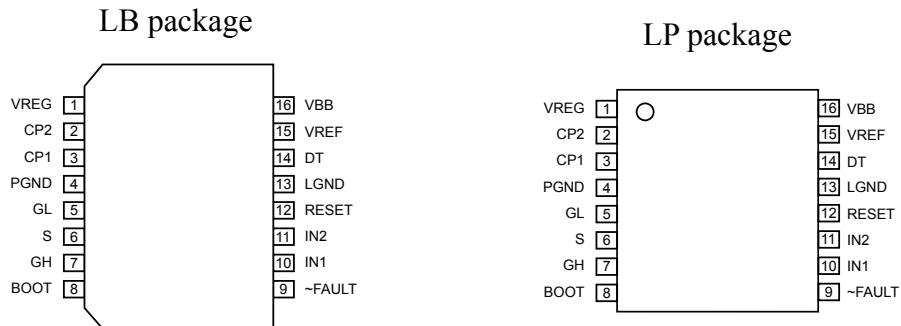 LB package
VREG 1 16 VBB
CP2 2 15 VREF
CP1 3 14 DT
PGND 4 13 LGND
GL 5 12 RESET
S 6 11 IN2
GH 7 10 IN1
BOOT 8 9 ~FAULT
LP package
VREG 1 16 VBB
CP2 2 15 VREF
CP1 3 14 DT
PGND 4 13 LGND
GL 5 12 RESET
S 6 11 IN2
GH 7 10 IN1
BOOT 8 9 ~FAULT